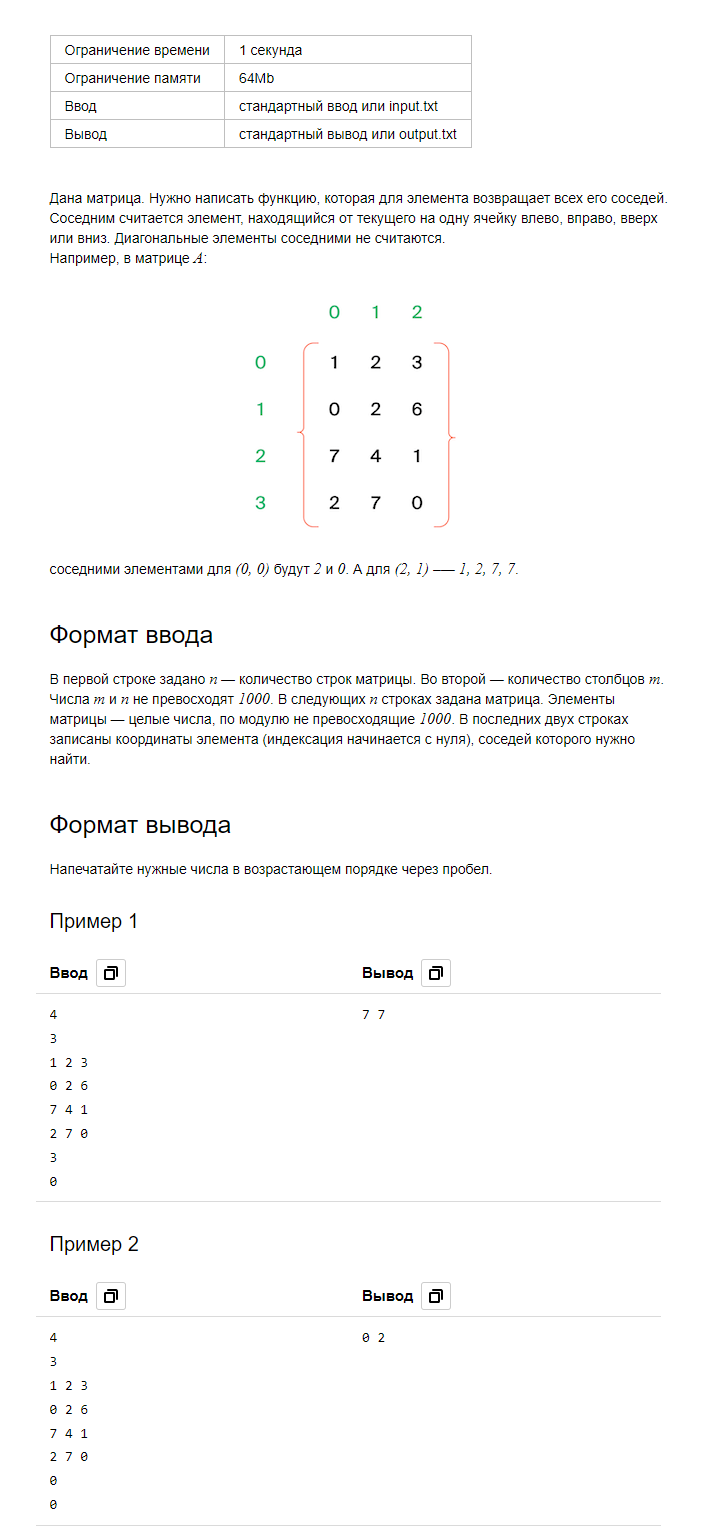 Ограничение времени 1 секунда
Ограничение памяти 64Mb
Ввод стандартный ввод или input.txt
Вывод стандартный вывод или output.txt
Дана матрица. Нужно написать функцию, которая для элемента возвращает всех его соседей.
Соседним считается элемент, находящийся от текущего на одну ячейку влево, вправо, вверх
или вниз. Диагональные элементы соседними не считаются.
Например, в матрице A:
0 1 2
0 1 2 3
1 0 2 6
2 7 4 1
3 2 7 0
соседними элементами для (0, 0) будут 2 и 0. А для (2, 1) –— 1, 2, 7, 7.
Формат ввода
В первой строке задано n — количество строк матрицы. Во второй — количество столбцов m.
Числа m и n не превосходят 1000. В следующих n строках задана матрица. Элементы
матрицы — целые числа, по модулю не превосходящие 1000. В последних двух строках
записаны координаты элемента (индексация начинается с нуля), соседей которого нужно
найти.
Формат вывода
Напечатайте нужные числа в возрастающем порядке через пробел.
Пример 1
Ввод Вывод
4 7 7
3
1 2 3
0 2 6
7 4 1
2 7 0
3
0
Пример 2
Ввод Вывод
4 0 2
3
1 2 3
0 2 6
7 4 1
2 7 0
0
0